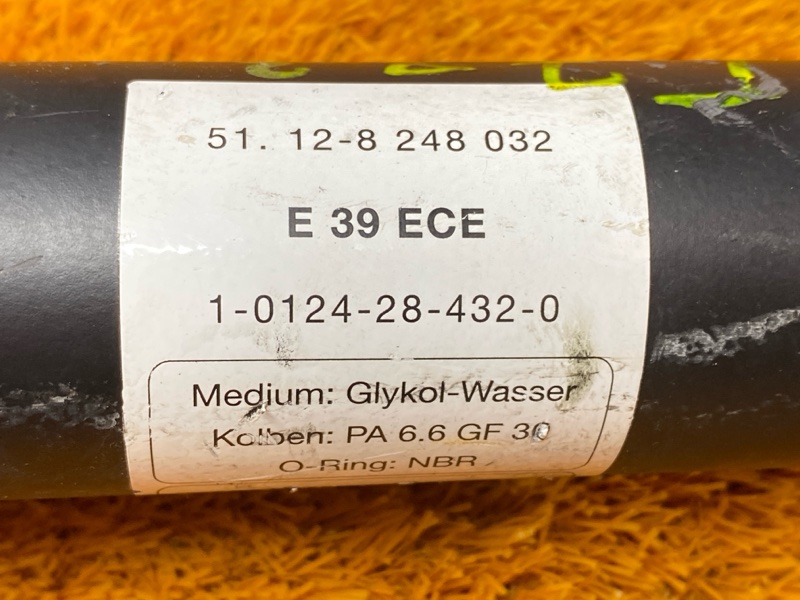 51. 12-8 248 032
E 39 ECE
1-0124-28-432-0
Medium: Glykol-Wasser
Kolben: PA 6.6 GF 30
O-Ring: NBR